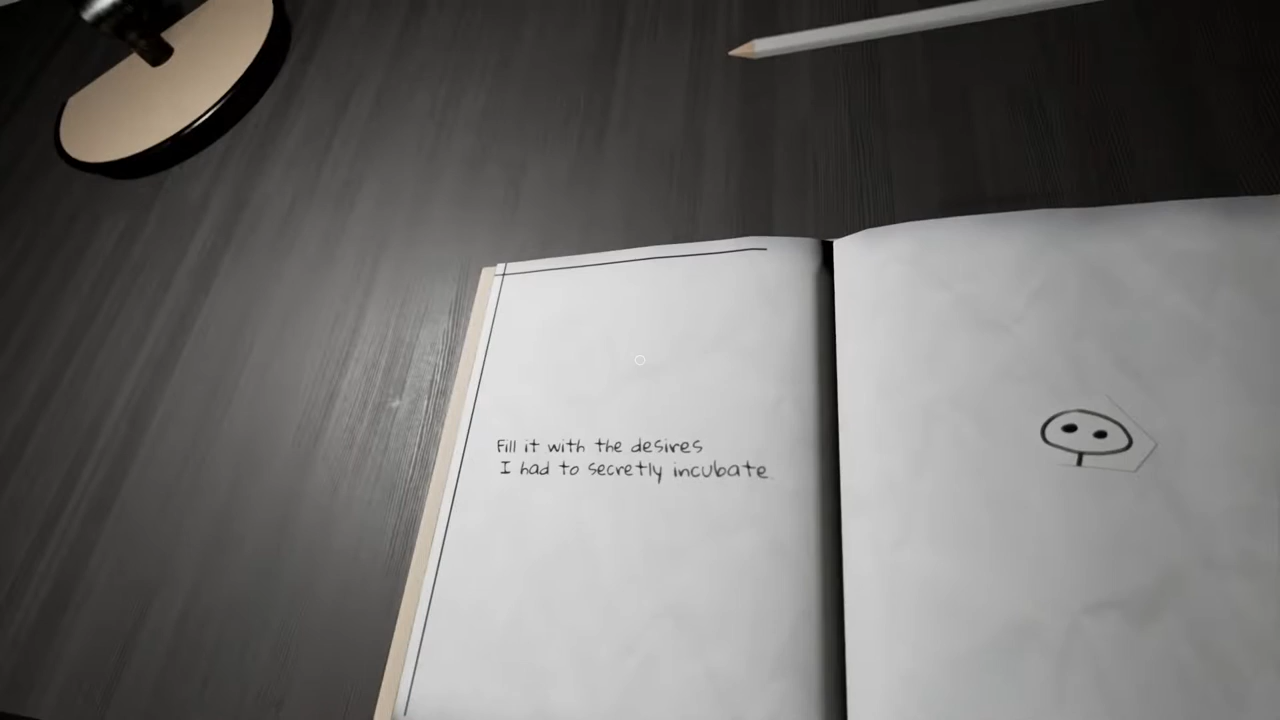 Fill it with the desires
I had to secretly incubate